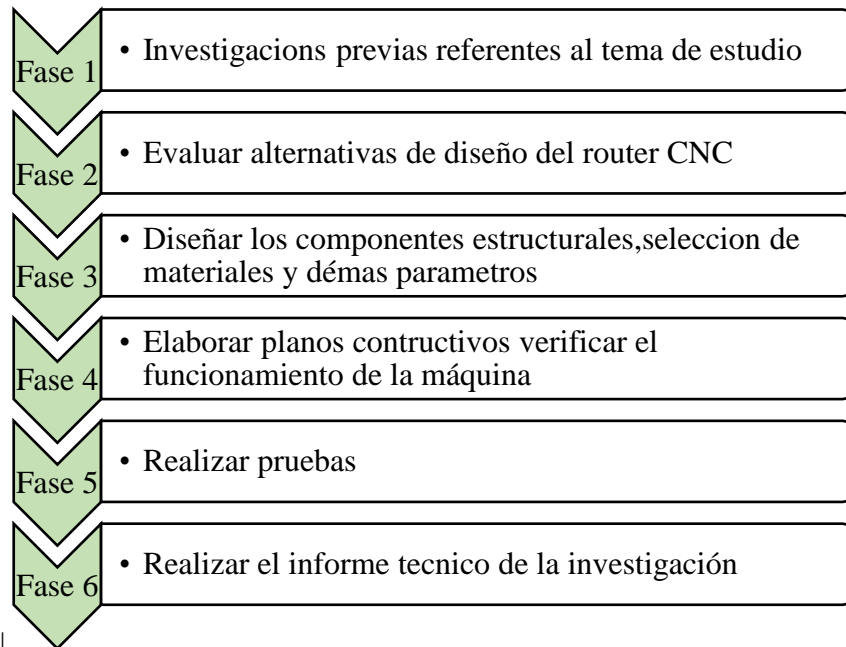 Fase 1
• Investigacions previas referentes al tema de estudio
Fase 2
• Evaluar alternativas de diseño del router CNC
Fase 3
• Diseñar los componentes estructurales,seleccion de
materiales y démas parametros
Fase 4
• Elaborar planos contructivos verificar el
funcionamiento de la máquina
Fase 5
• Realizar pruebas
Fase 6
• Realizar el informe tecnico de la investigación